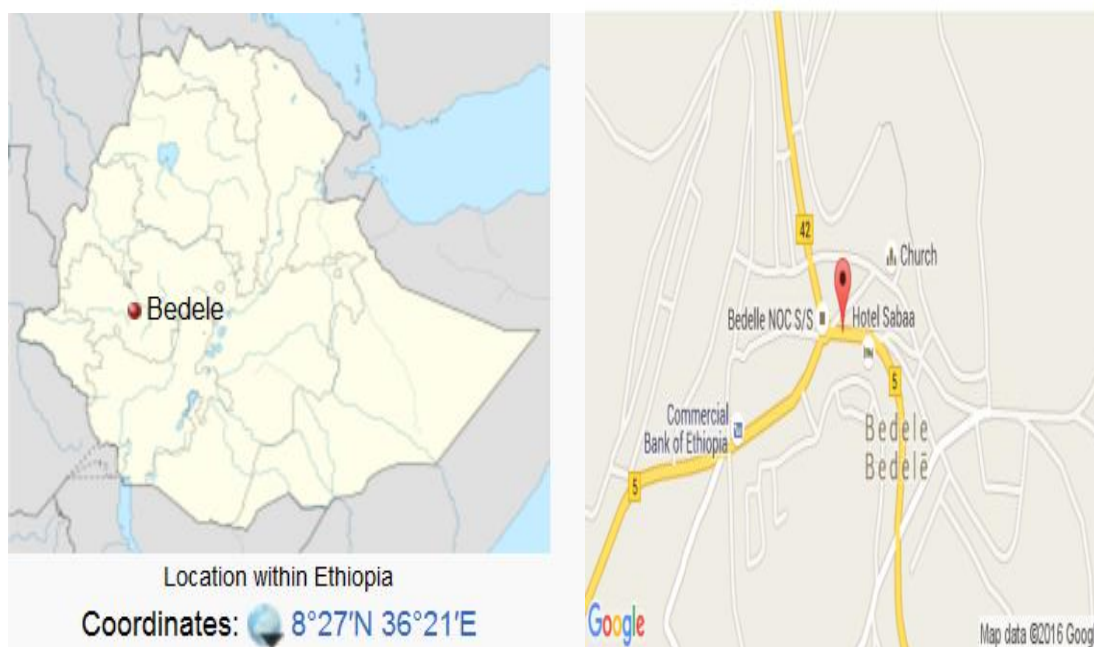 Bedele
Location within Ethiopia
Coordinates: 8°27′N 36°21′E
42
Church
Bedelle NOC S/S
Hotel Sabaa
5
Commercial
Bank of Ethiopia
Bedele
Bedelē
5
Google
Map data ©2016 Googl